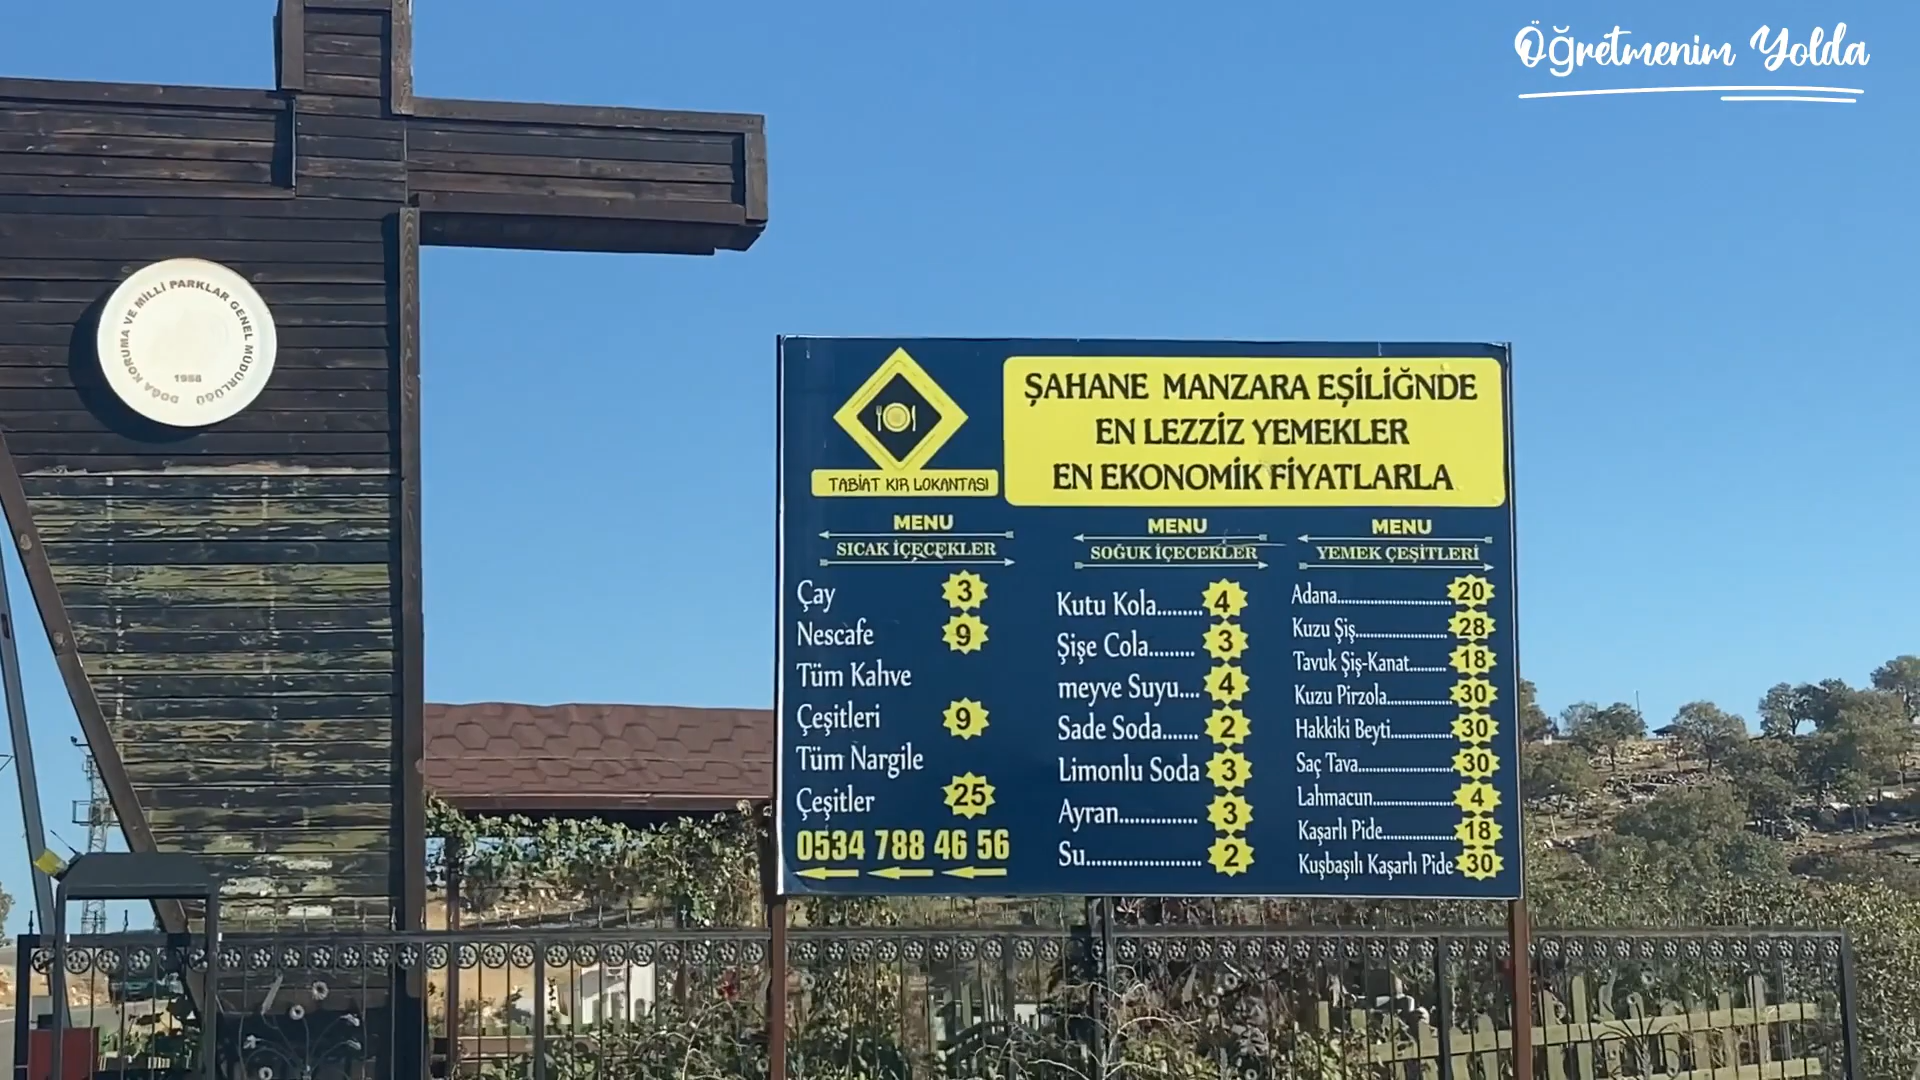 Öğretmenim Yolda
DOĞA KORUMA VE MİLLİ PARKLAR GENEL MÜDÜRLÜĞÜ
1958
TABİAT KIR LOKANTASI
ŞAHANE MANZARA EŞİLİĞNDE
EN LEZZİZ YEMEKLER
EN EKONOMİK FİYATLARLA
MENU
SICAK İÇECEKLER
Çay 3
Nescafe 9
Tüm Kahve
Çeşitleri 9
Tüm Nargile
Çeşitler 25
0534 788 46 56
MENU
SOĞUK İÇECEKLER
Kutu Kola......... 4
Şişe Cola........ 3
meyve Suyu.... 4
Sade Soda...... 2
Limonlu Soda 3
Ayran............. 3
Su.................... 2
MENU
YEMEK ÇEŞİTLERİ
Adana............................ 20
Kuzu Şiş...................... 28
Tavuk Şiş-Kanat......... 18
Kuzu Pirzola............... 30
Hakkiki Beyti.............. 30
Saç Tava....................... 30
Lahmacun................... 4
Kaşarlı Pide................ 18
Kuşbaşılı Kaşarlı Pide 30